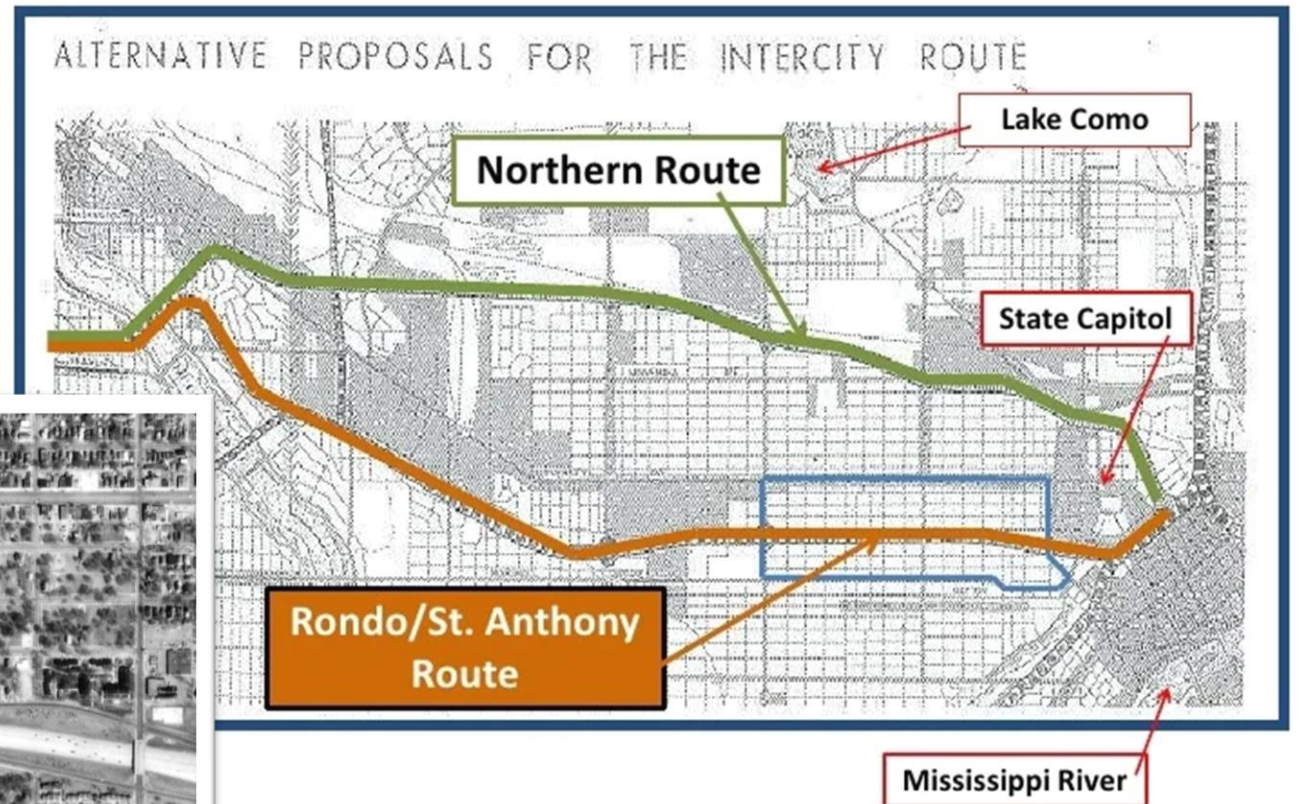 ALTERNATIVE PROPOSALS FOR THE INTERCITY ROUTE
Lake Como
Northern Route
State Capitol
Rondo/St. Anthony
Route
Mississippi River